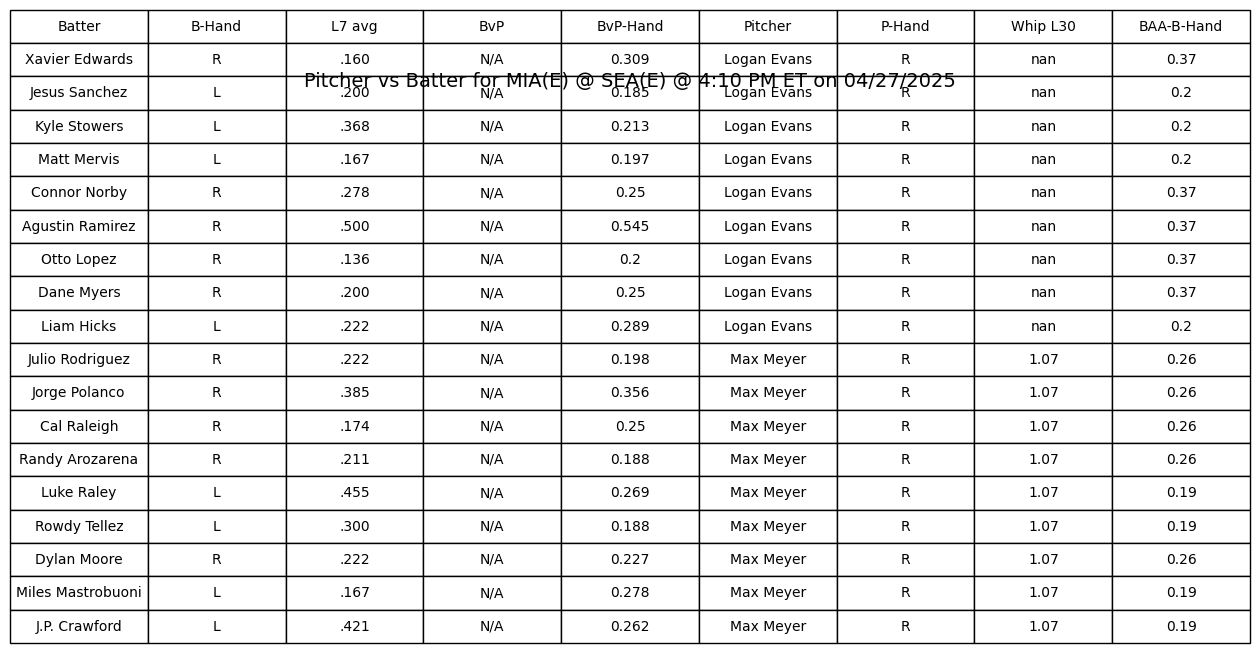 Batter B-Hand L7 avg BvP BvP-Hand Pitcher P-Hand Whip L30 BAA-B-Hand
Xavier Edwards R .160 N/A 0.309 Logan Evans R nan 0.37
Pitcher vs Batter for MIA(E) @ SEA(E) @ 4:10 PM ET on 04/27/2025
Jesus Sanchez L .200 N/A 0.185 Logan Evans R nan 0.2
Kyle Stowers L .368 N/A 0.213 Logan Evans R nan 0.2
Matt Mervis L .167 N/A 0.197 Logan Evans R nan 0.2
Connor Norby R .278 N/A 0.25 Logan Evans R nan 0.37
Agustin Ramirez R .500 N/A 0.545 Logan Evans R nan 0.37
Otto Lopez R .136 N/A 0.2 Logan Evans R nan 0.37
Dane Myers R .200 N/A 0.25 Logan Evans R nan 0.37
Liam Hicks L .222 N/A 0.289 Logan Evans R nan 0.2
Julio Rodriguez R .222 N/A 0.198 Max Meyer R 1.07 0.26
Jorge Polanco R .385 N/A 0.356 Max Meyer R 1.07 0.26
Cal Raleigh R .174 N/A 0.25 Max Meyer R 1.07 0.26
Randy Arozarena R .211 N/A 0.188 Max Meyer R 1.07 0.26
Luke Raley L .455 N/A 0.269 Max Meyer R 1.07 0.19
Rowdy Tellez L .300 N/A 0.188 Max Meyer R 1.07 0.19
Dylan Moore R .222 N/A 0.227 Max Meyer R 1.07 0.26
Miles Mastrobuoni L .167 N/A 0.278 Max Meyer R 1.07 0.19
J.P. Crawford L .421 N/A 0.262 Max Meyer R 1.07 0.19